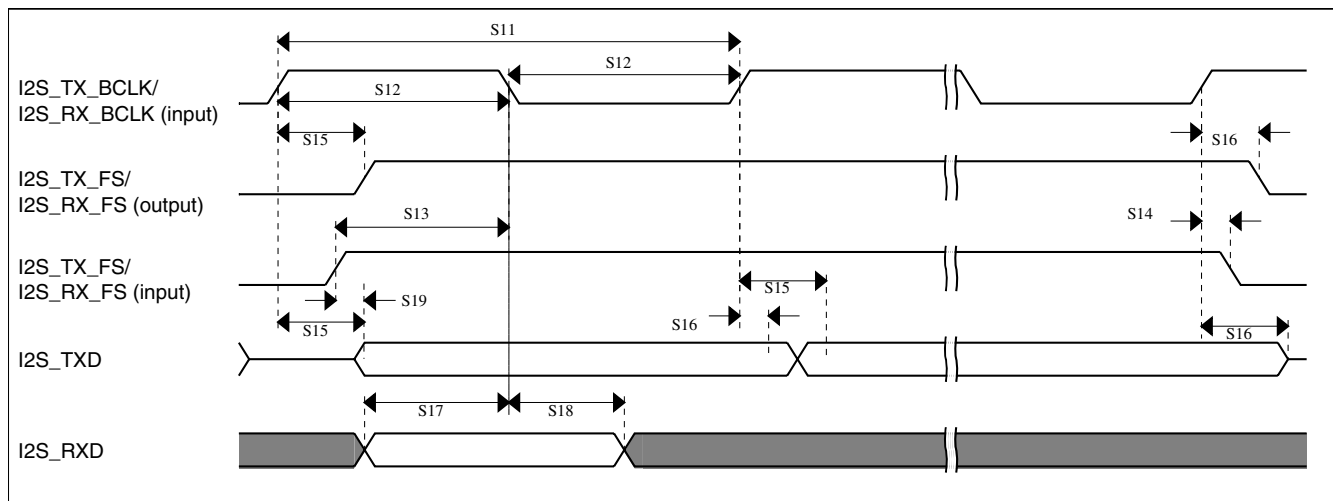 S11
I2S_TX_BCLK/
I2S_RX_BCLK (input)
S12
S12
S15
S16
I2S_TX_FS/
I2S_RX_FS (output)
S13
S14
I2S_TX_FS/
I2S_RX_FS (input)
S15
S19
S16
S15
S16
I2S_TXD
S17
S18
I2S_RXD